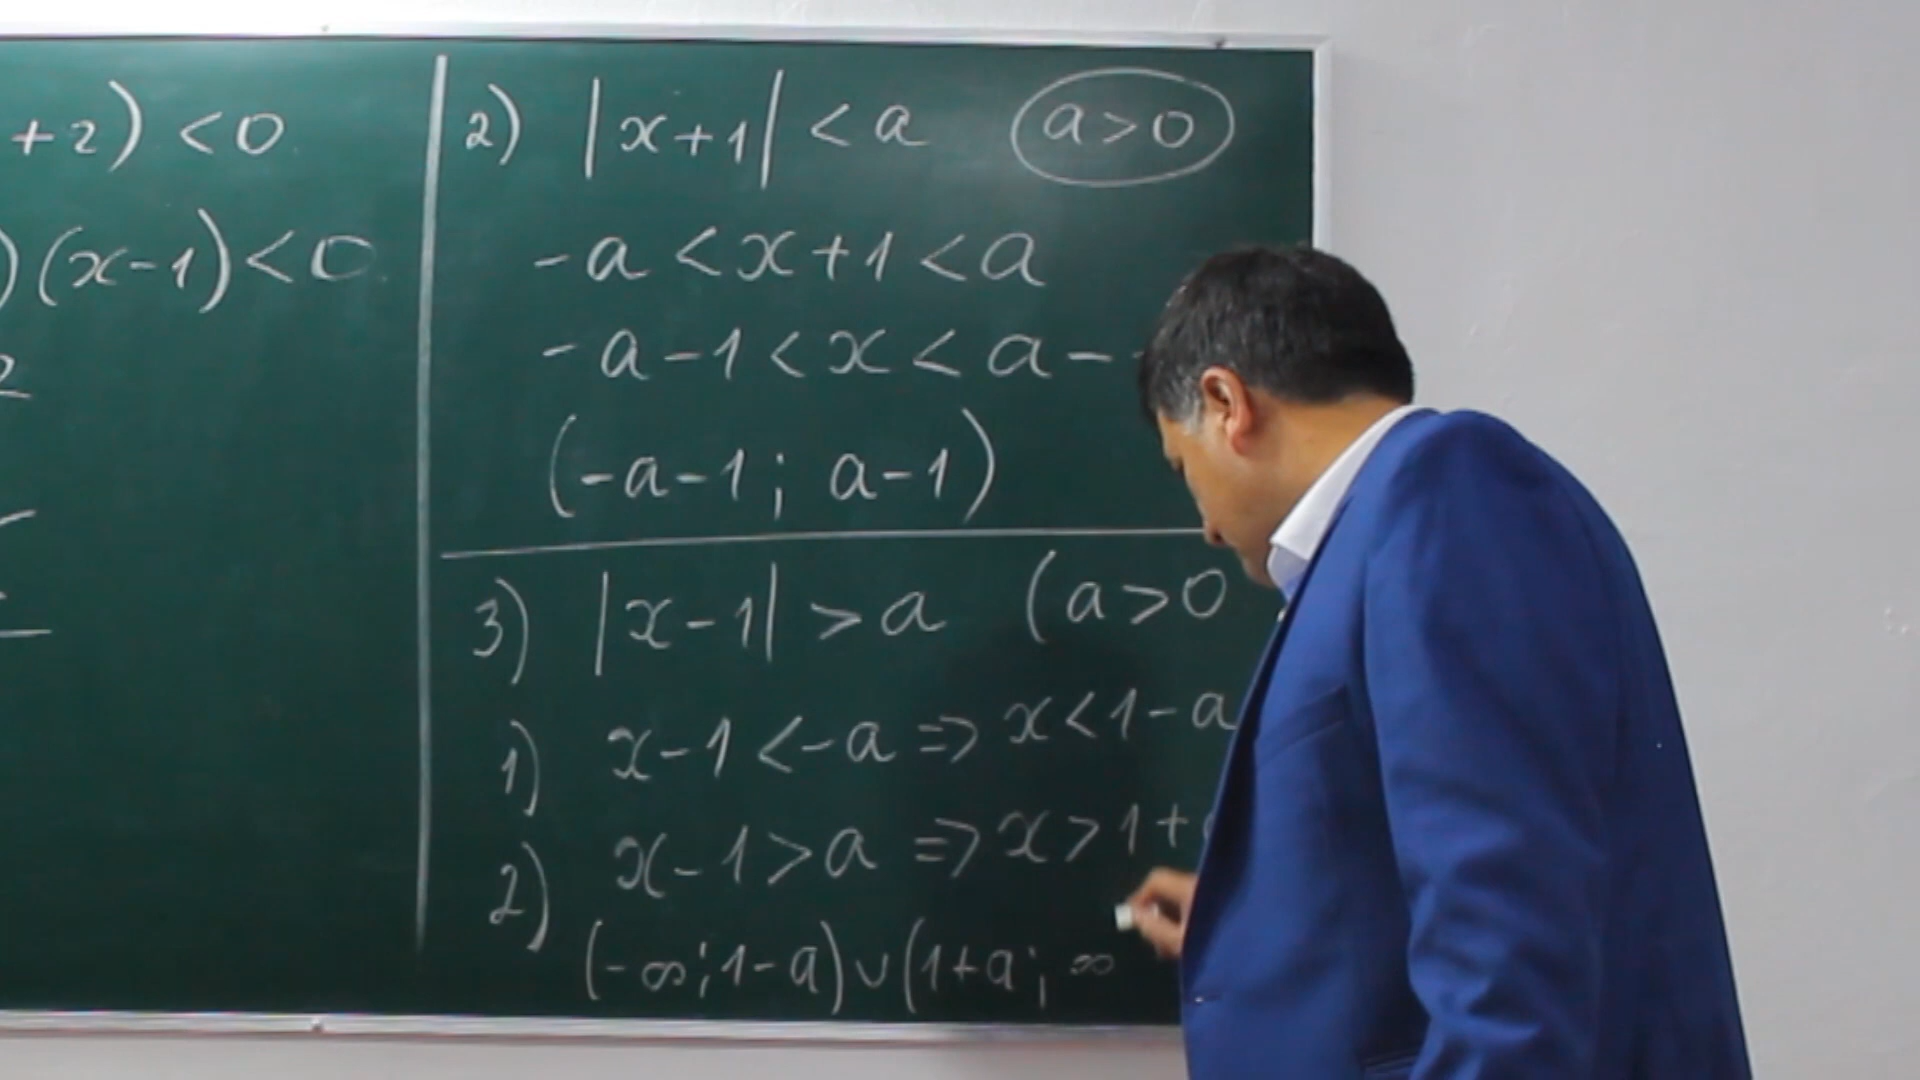 +2) <0
)(x-1)<0
2
2) |x+1| <a a>0
-a <x+1 <a
-a-1<x<a-
(-a-1; a-1)
3) |x-1| >a (a>0
1) x-1<-a => x<1-a
2) x-1>a => x>1+
(-∞;1-a)∪(1+a; ∞